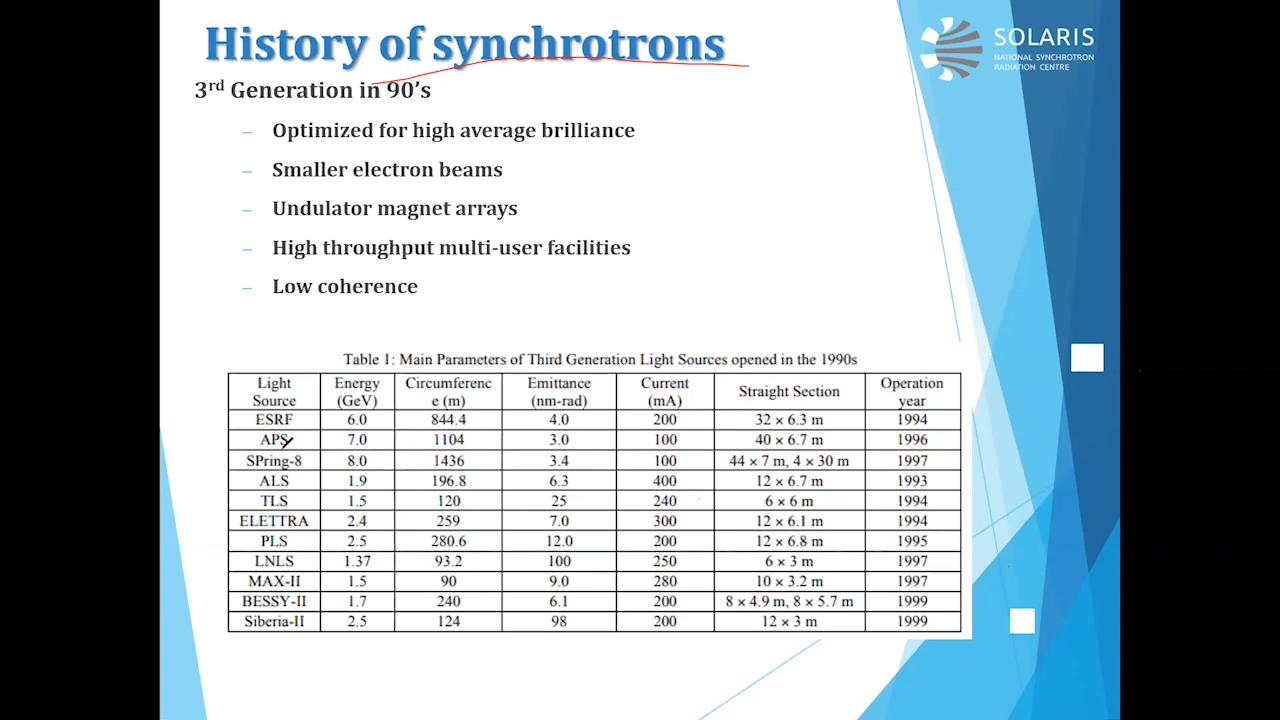 History of synchrotrons
SOLARIS
NATIONAL SYNCHROTRON
RADIATION CENTRE
3rd Generation in 90's
– Optimized for high average brilliance
– Smaller electron beams
– Undulator magnet arrays
– High throughput multi-user facilities
– Low coherence
Table 1: Main Parameters of Third Generation Light Sources opened in the 1990s
Light Source Energy (GeV) Circumferenc e (m) Emittance (nm-rad) Current (mA) Straight Section Operation year
ESRF 6.0 844.4 4.0 200 32 × 6.3 m 1994
APS 7.0 1104 3.0 100 40 × 6.7 m 1996
SPring-8 8.0 1436 3.4 100 44 × 7 m, 4 × 30 m 1997
ALS 1.9 196.8 6.3 400 12 × 6.7 m 1993
TLS 1.5 120 25 240 6 × 6 m 1994
ELETTRA 2.4 259 7.0 300 12 × 6.1 m 1994
PLS 2.5 280.6 12.0 200 12 × 6.8 m 1995
LNLS 1.37 93.2 100 250 6 × 3 m 1997
MAX-II 1.5 90 9.0 280 10 × 3.2 m 1997
BESSY-II 1.7 240 6.1 200 8 × 4.9 m, 8 × 5.7 m 1999
Siberia-II 2.5 124 98 200 12 × 3 m 1999